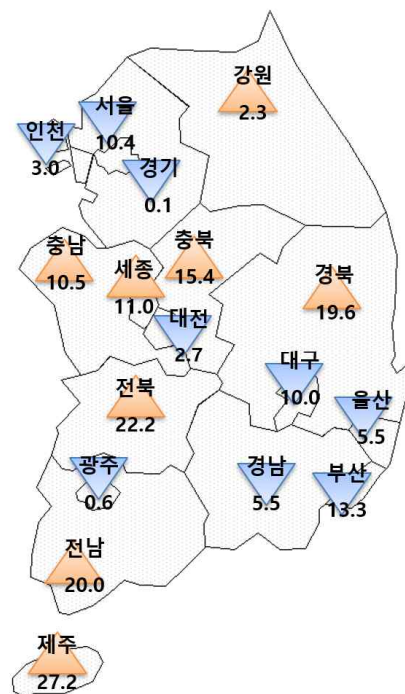 강원
2.3
서울
10.4
인천
3.0
경기
0.1
충남
10.5
세종
11.0
충북
15.4
경북
19.6
대전
2.7
대구
10.0
울산
5.5
전북
22.2
광주
0.6
경남
5.5
부산
13.3
전남
20.0
제주
27.2